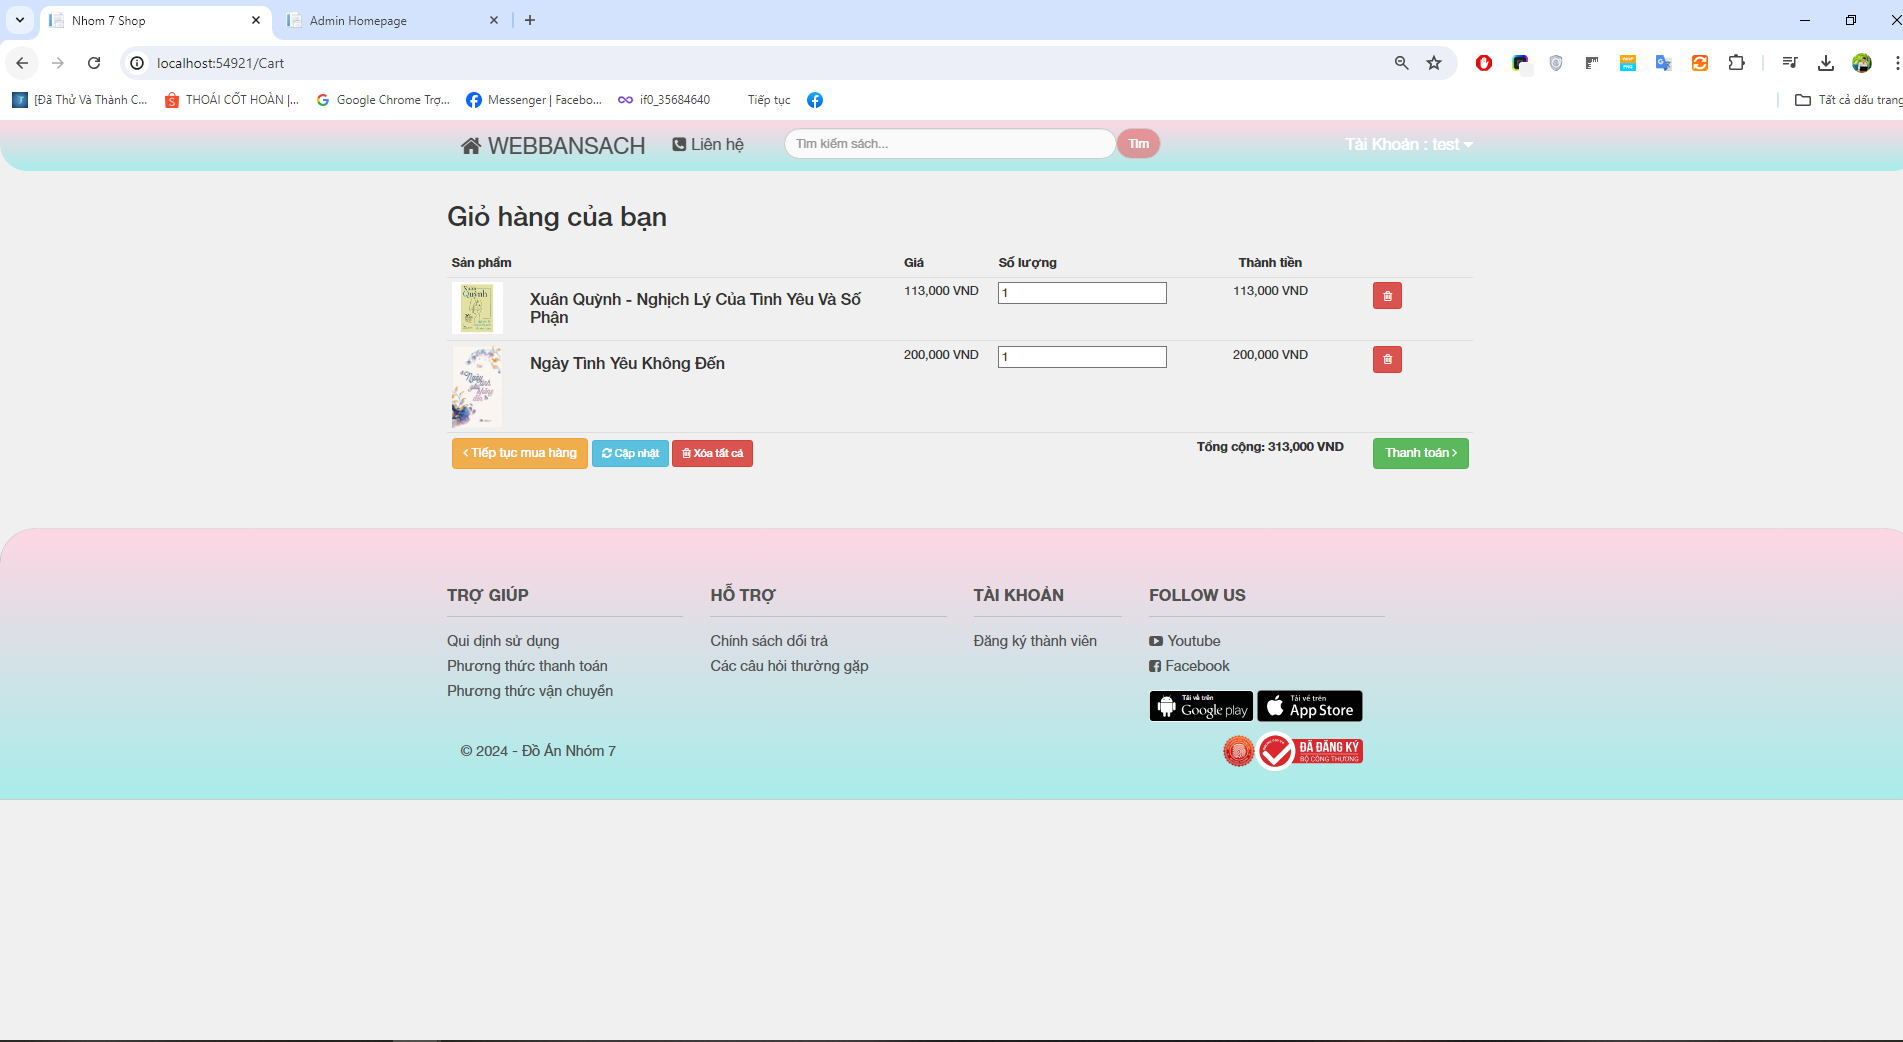 Nhom 7 Shop
Admin Homepage
localhost:54921/Cart
[Đã Thử Và Thành C...
THOÁI CỐT HOÀN |...
Google Chrome Trợ...
Messenger | Facebo...
if0_35684640
Tiếp tục
Tất cả dấu trang
WEBBANSACH
Liên hệ
Tìm kiếm sách...
Tìm
Tài Khoản : test
Giỏ hàng của bạn
Sản phẩm Giá Số lượng Thành tiền
Xuân Quỳnh - Nghịch Lý Của Tình Yêu Và Số
Phận
113,000 VND 1 113,000 VND
Xuân
Quỳnh
Ngày Tình Yêu Không Đến
200,000 VND 1 200,000 VND
Ngày
tình
yêu
không
đến
Tiếp tục mua hàng Cập nhật Xóa tất cả Tổng cộng: 313,000 VND Thanh toán
TRỢ GIÚP
Qui định sử dụng
Phương thức thanh toán
Phương thức vận chuyển
HỖ TRỢ
Chính sách đổi trả
Các câu hỏi thường gặp
TÀI KHOẢN
Đăng ký thành viên
FOLLOW US
Youtube
Facebook
Tải về trên
Google play
Tải về trên
App Store
© 2024 - Đồ Án Nhóm 7
ĐÃ ĐĂNG KÝ
BỘ CÔNG THƯƠNG